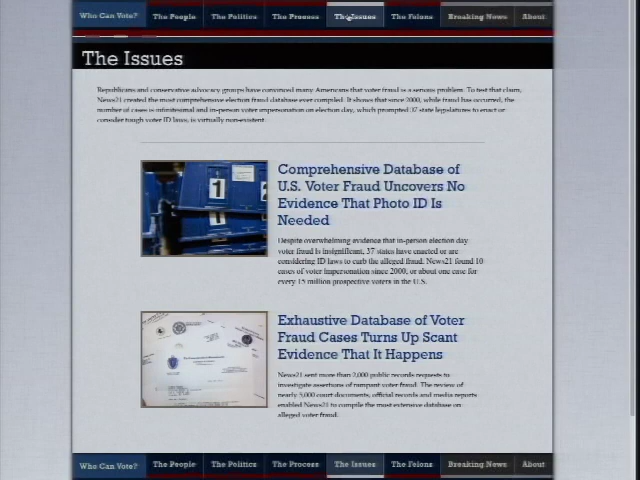 Who Can Vote? The People The Politics The Process The Issues The Felons Breaking News About
The Issues
Republicans and conservative advocacy groups have convinced many Americans that voter fraud is a serious problem. To test that claim,
News21 created the most comprehensive election fraud database ever compiled. It shows that since 2000, while fraud has occurred, the
number of cases is infinitesimal and in-person voter impersonation on election day, which prompted 37 state legislatures to enact or
consider tough voter ID laws, is virtually non-existent.
Comprehensive Database of
U.S. Voter Fraud Uncovers No
Evidence That Photo ID Is
Needed
Despite overwhelming evidence that in-person election day
voter fraud is insignificant, 37 states have enacted or are
considering ID laws to curb the alleged fraud. News21 found 10
cases of voter impersonation since 2000, or about one case for
every 15 million prospective voters in the U.S.
1
1
Exhaustive Database of Voter
Fraud Cases Turns Up Scant
Evidence That It Happens
News21 sent more than 2,000 public records requests to
investigate assertions of rampant voter fraud. The review of
nearly 5,000 court documents, official records and media reports
enabled News21 to compile the most extensive database on
alleged voter fraud.
Who Can Vote? The People The Politics The Process The Issues The Felons Breaking News About